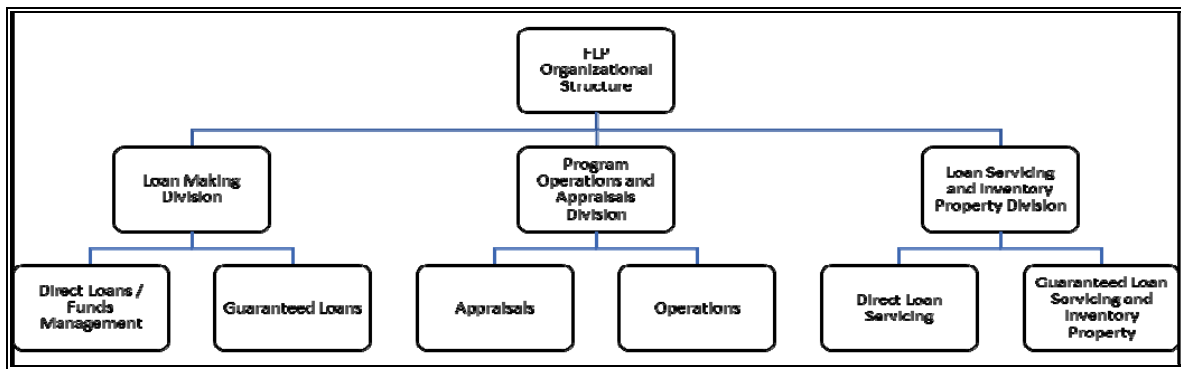 FLP
Organizational
Structure
Loan Making
Division
Program
Operations and
Appraisals
Division
Loan Servicing
and Inventory
Property Division
Direct Loans /
Funds
Management
Guaranteed Loans
Appraisals
Operations
Direct Loan
Servicing
Guaranteed Loan
Servicing and
Inventory
Property